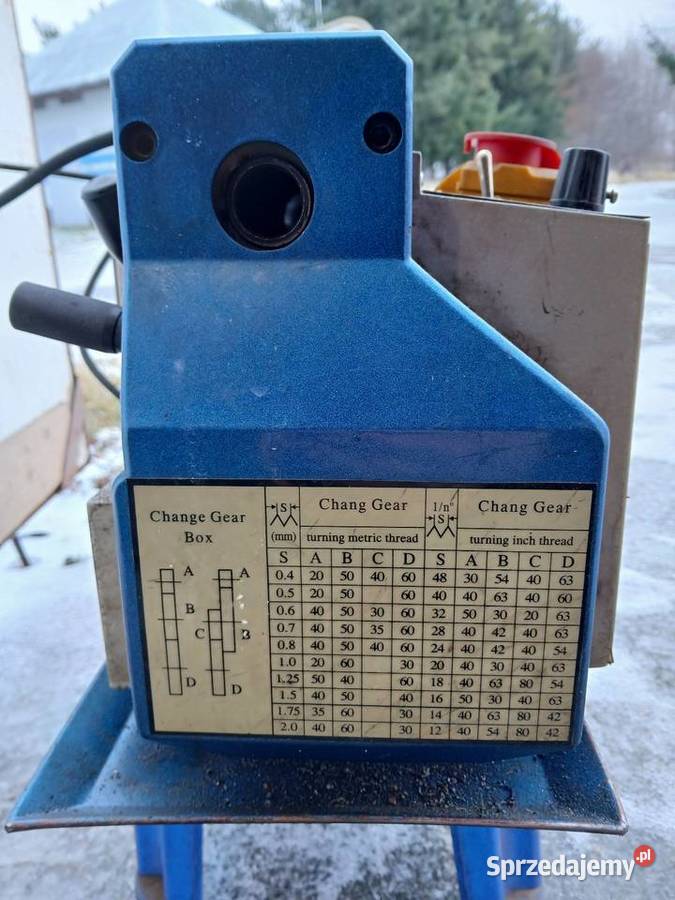 Change Gear
Box
A A
B
C B
D D
S (mm) Chang Gear 1/n" S Chang Gear
turning metric thread turning inch thread
S A B C D S A B C D
0.4 20 50 40 60 48 30 54 40 63
0.5 20 50 60 40 40 63 40 60
0.6 40 50 30 60 32 50 30 20 63
0.7 40 50 35 60 28 40 42 40 63
0.8 40 50 40 60 24 40 42 40 54
1.0 20 60 30 20 40 30 40 63
1.25 50 40 60 18 40 63 80 54
1.5 40 50 40 16 50 30 40 63
1.75 35 60 30 14 40 63 80 42
2.0 40 60 30 12 40 54 80 42
Sprzedajemy.pl